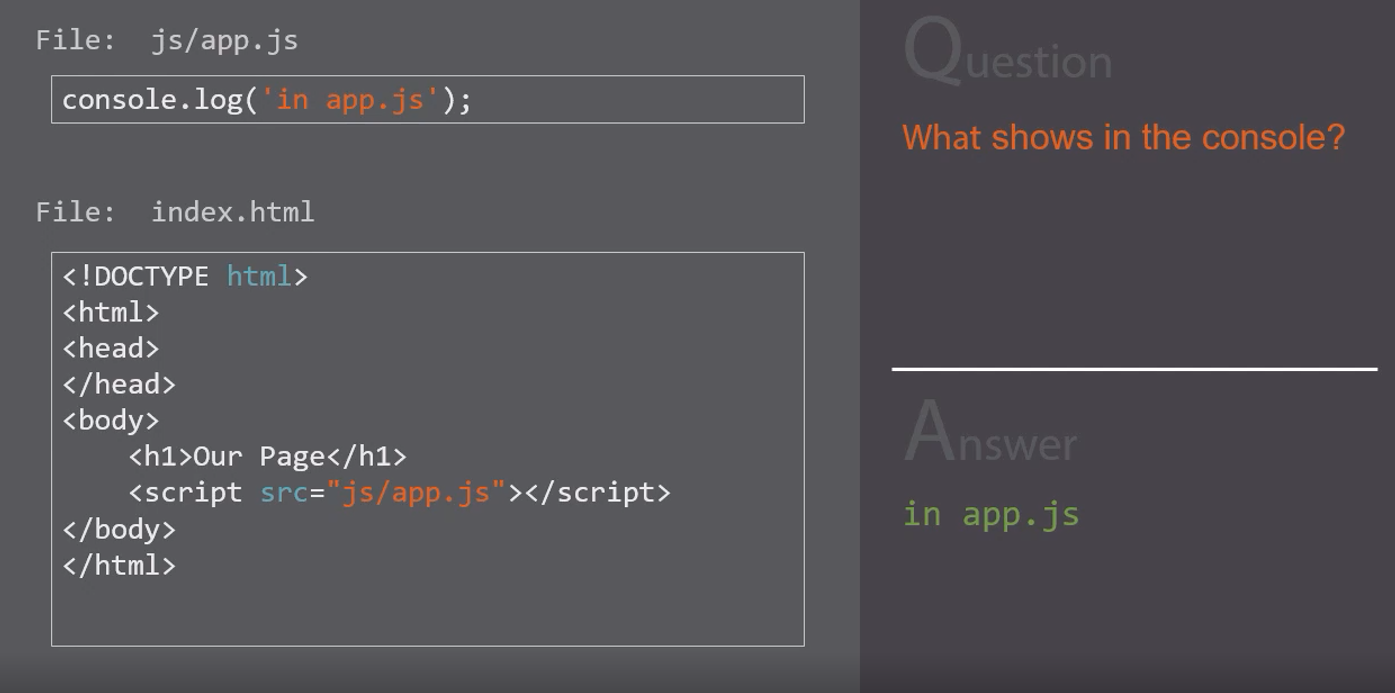 File:  js/app.js
console.log('in app.js');
File:  index.html
<!DOCTYPE html>
<html>
<head>
</head>
<body>
    <h1>Our Page</h1>
    <script src="js/app.js"></script>
</body>
</html>
Question
What shows in the console?
Answer
in app.js